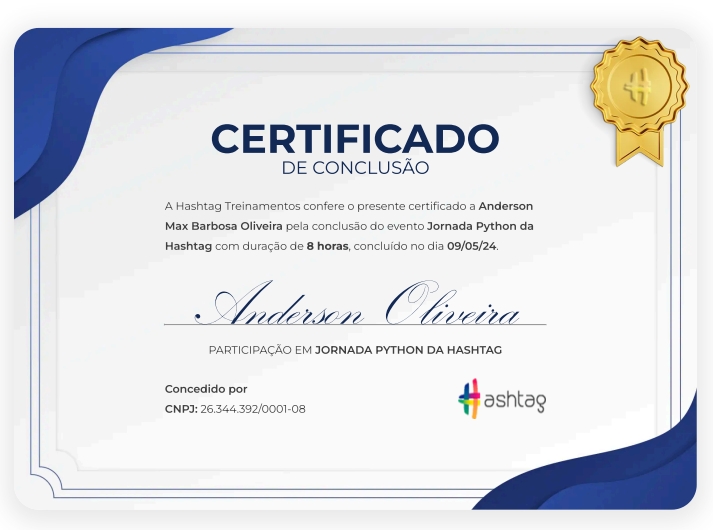 CERTIFICADO
DE CONCLUSÃO
A Hashtag Treinamentos confere o presente certificado a Anderson
Max Barbosa Oliveira pela conclusão do evento Jornada Python da
Hashtag com duração de 8 horas, concluído no dia 09/05/24.
Anderson Oliveira
PARTICIPAÇÃO EM JORNADA PYTHON DA HASHTAG
Concedido por
CNPJ: 26.344.392/0001-08
Hashtag